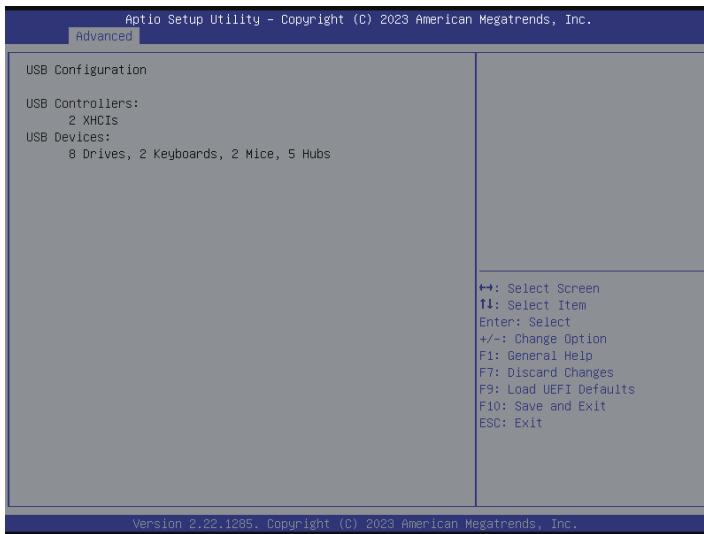 Aptio Setup Utility – Copyright (C) 2023 American Megatrends, Inc.
Advanced
USB Configuration
USB Controllers:
2 XHCIs
USB Devices:
8 Drives, 2 Keyboards, 2 Mice, 5 Hubs
↔: Select Screen
↑↓: Select Item
Enter: Select
+/-: Change Option
F1: General Help
F7: Discard Changes
F9: Load UEFI Defaults
F10: Save and Exit
ESC: Exit
Version 2.22.1285. Copyright (C) 2023 American Megatrends, Inc.